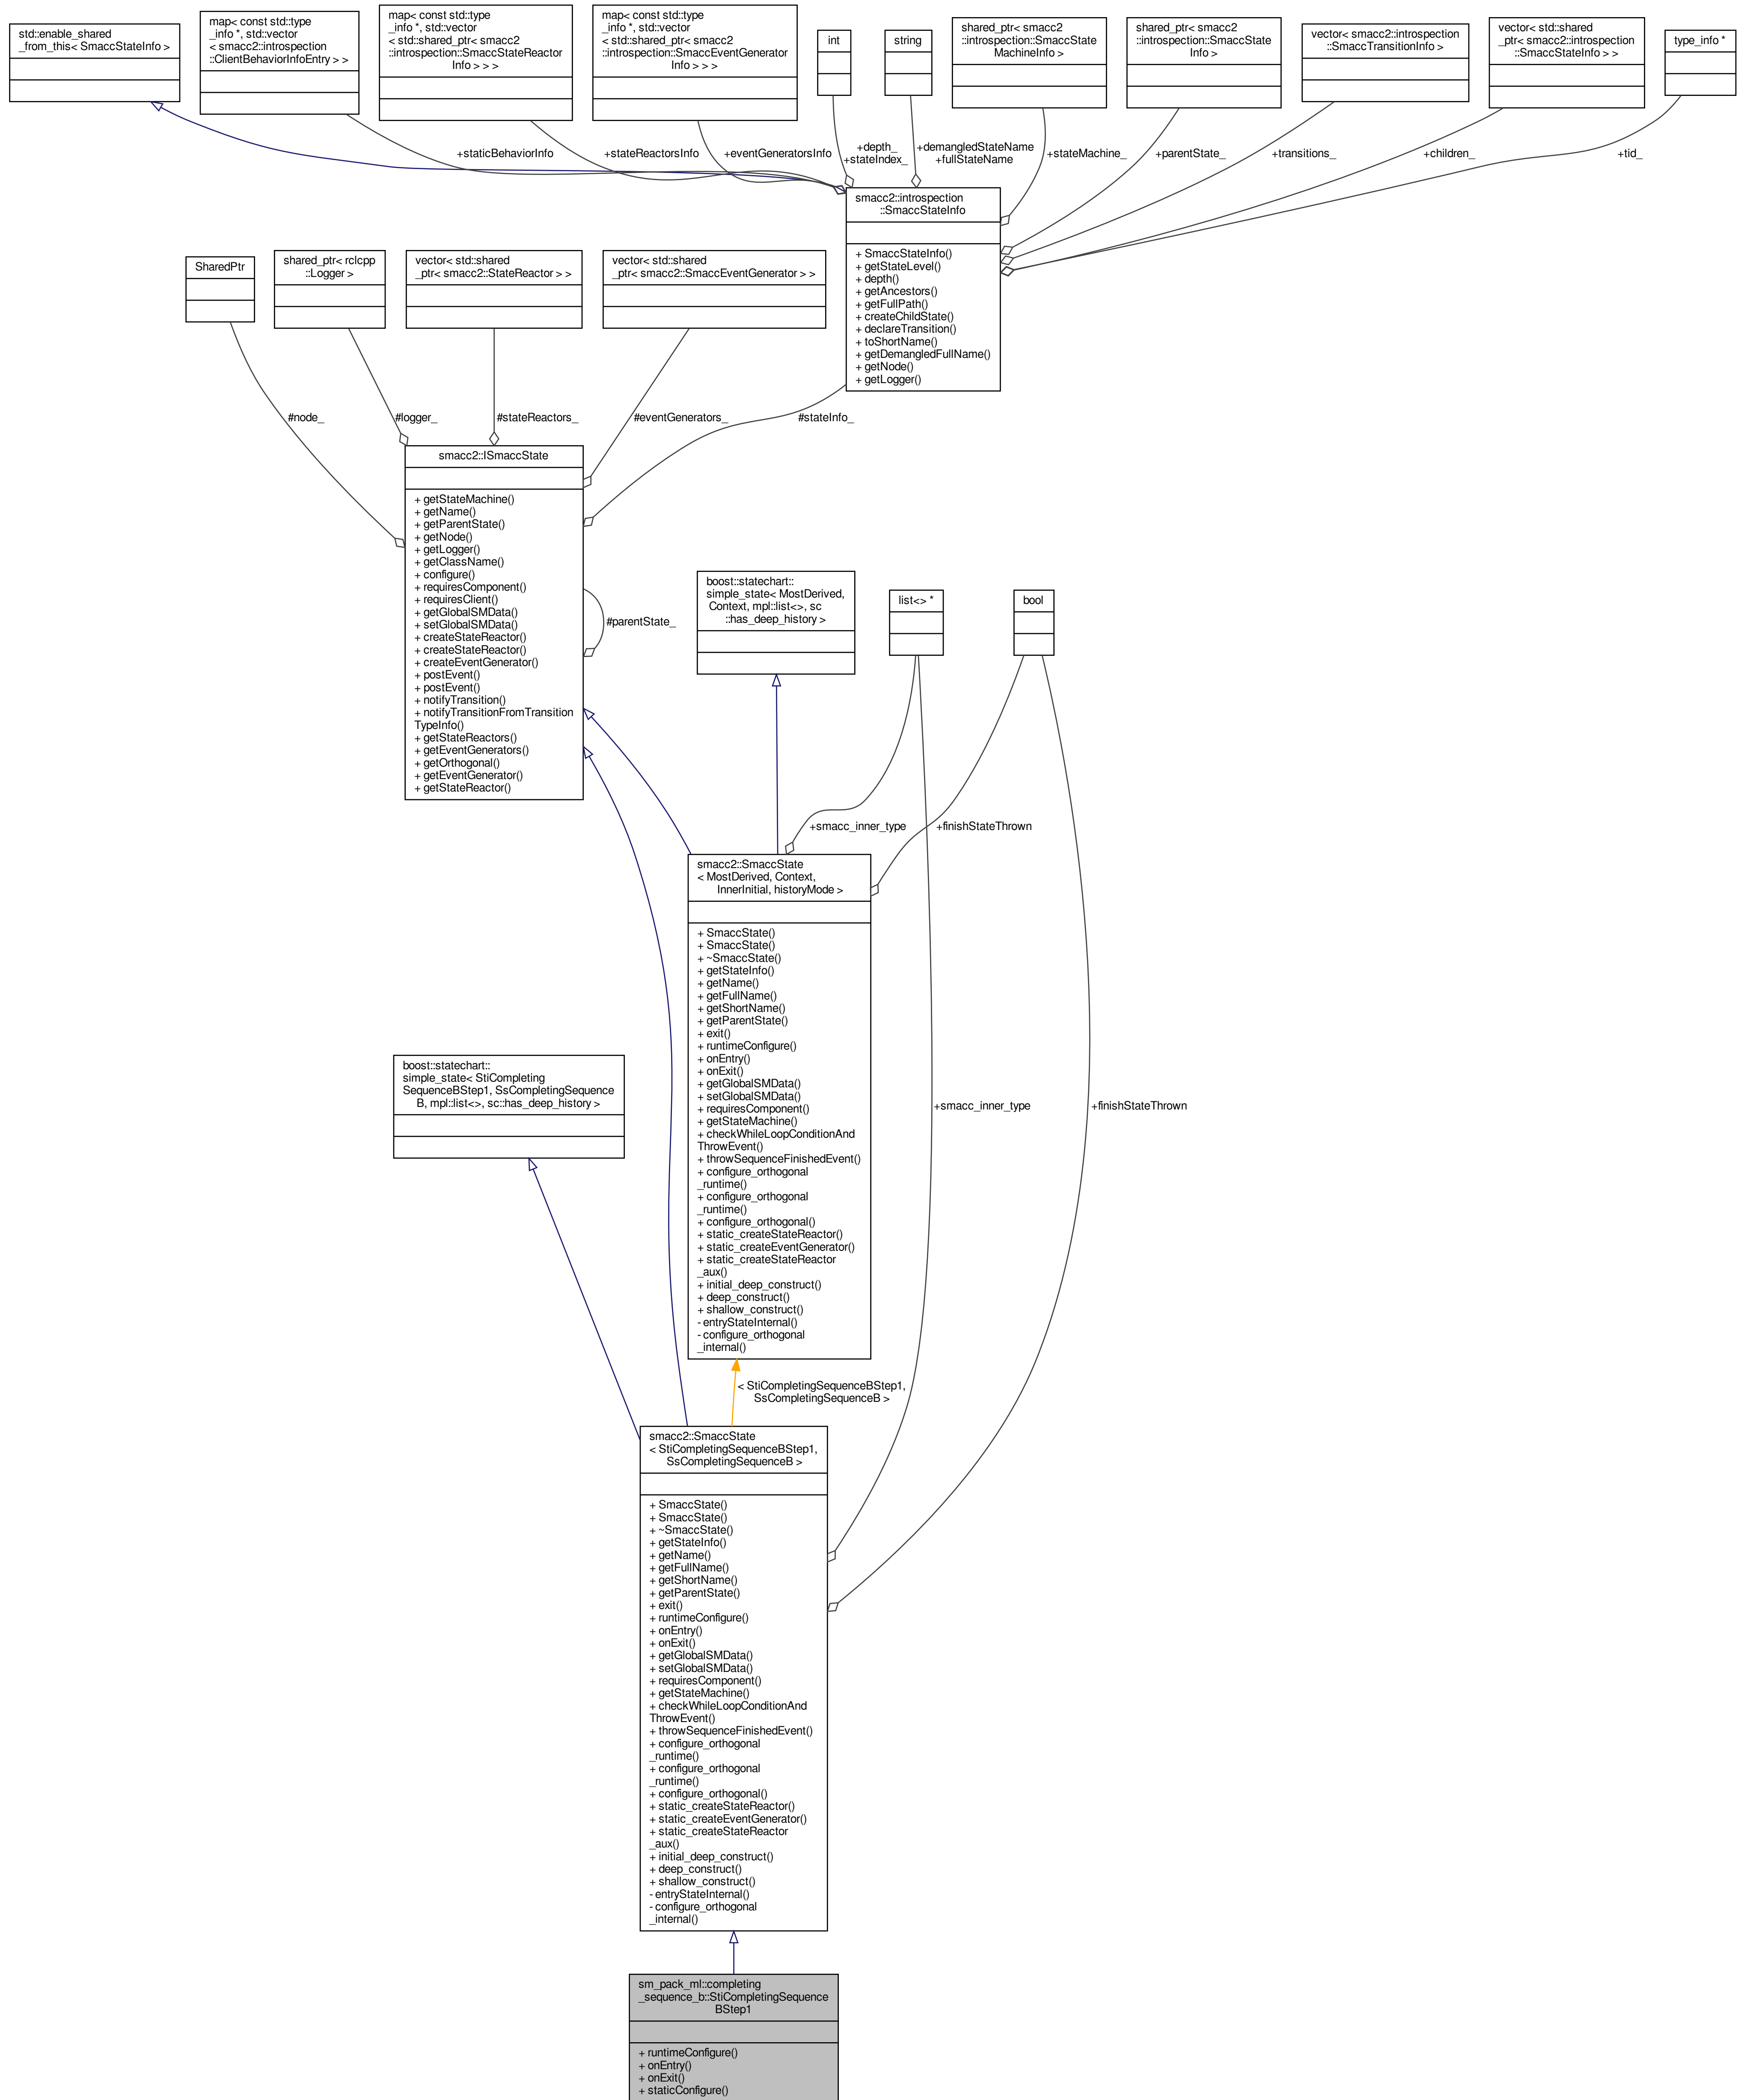 std::enable_shared
_from_this< SmaccStateInfo >
map< const std::type
_info *, std::vector
< smacc2::introspection
::ClientBehaviorInfoEntry > >
map< const std::type
_info *, std::vector
< std::shared_ptr< smacc2
::introspection::SmaccStateReactor
Info > > >
map< const std::type
_info *, std::vector
< std::shared_ptr< smacc2
::introspection::SmaccEventGenerator
Info > > >
int
string
shared_ptr< smacc2
::introspection::SmaccState
MachineInfo >
shared_ptr< smacc2
::introspection::SmaccState
Info >
vector< smacc2::introspection
::SmaccTransitionInfo >
vector< std::shared
_ptr< smacc2::introspection
::SmaccStateInfo > >
type_info *
+staticBehaviorInfo
+stateReactorsInfo
+eventGeneratorsInfo
+depth_
+stateIndex_
+demangledStateName
+fullStateName
+stateMachine_
+parentState_
+transitions_
+children_
+tid_
smacc2::introspection
::SmaccStateInfo
+ SmaccStateInfo()
+ getStateLevel()
+ depth()
+ getAncestors()
+ getFullPath()
+ createChildState()
+ declareTransition()
+ toShortName()
+ getDemangledFullName()
+ getNode()
+ getLogger()
SharedPtr
shared_ptr< rclcpp
::Logger >
vector< std::shared
_ptr< smacc2::StateReactor > >
vector< std::shared
_ptr< smacc2::SmaccEventGenerator > >
#node_
#logger_
#stateReactors_
#eventGenerators_
#stateInfo_
smacc2::ISmaccState
+ getStateMachine()
+ getName()
+ getParentState()
+ getNode()
+ getLogger()
+ getClassName()
+ configure()
+ requiresComponent()
+ requiresClient()
+ getGlobalSMData()
+ setGlobalSMData()
+ createStateReactor()
+ createStateReactor()
+ createEventGenerator()
+ postEvent()
+ postEvent()
+ notifyTransition()
+ notifyTransitionFromTransition
TypeInfo()
+ getStateReactors()
+ getEventGenerators()
+ getOrthogonal()
+ getEventGenerator()
+ getStateReactor()
#parentState_
boost::statechart::
simple_state< MostDerived,
Context, mpl::list<>, sc
::has_deep_history >
list<> *
bool
+smacc_inner_type
+finishStateThrown
smacc2::SmaccState
< MostDerived, Context,
InnerInitial, historyMode >
+ SmaccState()
+ SmaccState()
+ ~SmaccState()
+ getStateInfo()
+ getName()
+ getFullName()
+ getShortName()
+ getParentState()
+ exit()
+ runtimeConfigure()
+ onEntry()
+ onExit()
+ getGlobalSMData()
+ setGlobalSMData()
+ requiresComponent()
+ getStateMachine()
+ checkWhileLoopConditionAnd
ThrowEvent()
+ throwSequenceFinishedEvent()
+ configure_orthogonal
_runtime()
+ configure_orthogonal
_runtime()
+ configure_orthogonal()
+ static_createStateReactor()
+ static_createEventGenerator()
+ static_createStateReactor
_aux()
+ initial_deep_construct()
+ deep_construct()
+ shallow_construct()
- entryStateInternal()
- configure_orthogonal
_internal()
boost::statechart::
simple_state< StiCompleting
SequenceBStep1, SsCompletingSequence
B, mpl::list<>, sc::has_deep_history >
+smacc_inner_type
+finishStateThrown
< StiCompletingSequenceBStep1,
SsCompletingSequenceB >
smacc2::SmaccState
< StiCompletingSequenceBStep1,
SsCompletingSequenceB >
+ SmaccState()
+ SmaccState()
+ ~SmaccState()
+ getStateInfo()
+ getName()
+ getFullName()
+ getShortName()
+ getParentState()
+ exit()
+ runtimeConfigure()
+ onEntry()
+ onExit()
+ getGlobalSMData()
+ setGlobalSMData()
+ requiresComponent()
+ getStateMachine()
+ checkWhileLoopConditionAnd
ThrowEvent()
+ throwSequenceFinishedEvent()
+ configure_orthogonal
_runtime()
+ configure_orthogonal
_runtime()
+ configure_orthogonal()
+ static_createStateReactor()
+ static_createEventGenerator()
+ static_createStateReactor
_aux()
+ initial_deep_construct()
+ deep_construct()
+ shallow_construct()
- entryStateInternal()
- configure_orthogonal
_internal()
sm_pack_ml::completing
_sequence_b::StiCompletingSequence
BStep1
+ runtimeConfigure()
+ onEntry()
+ onExit()
+ staticConfigure()